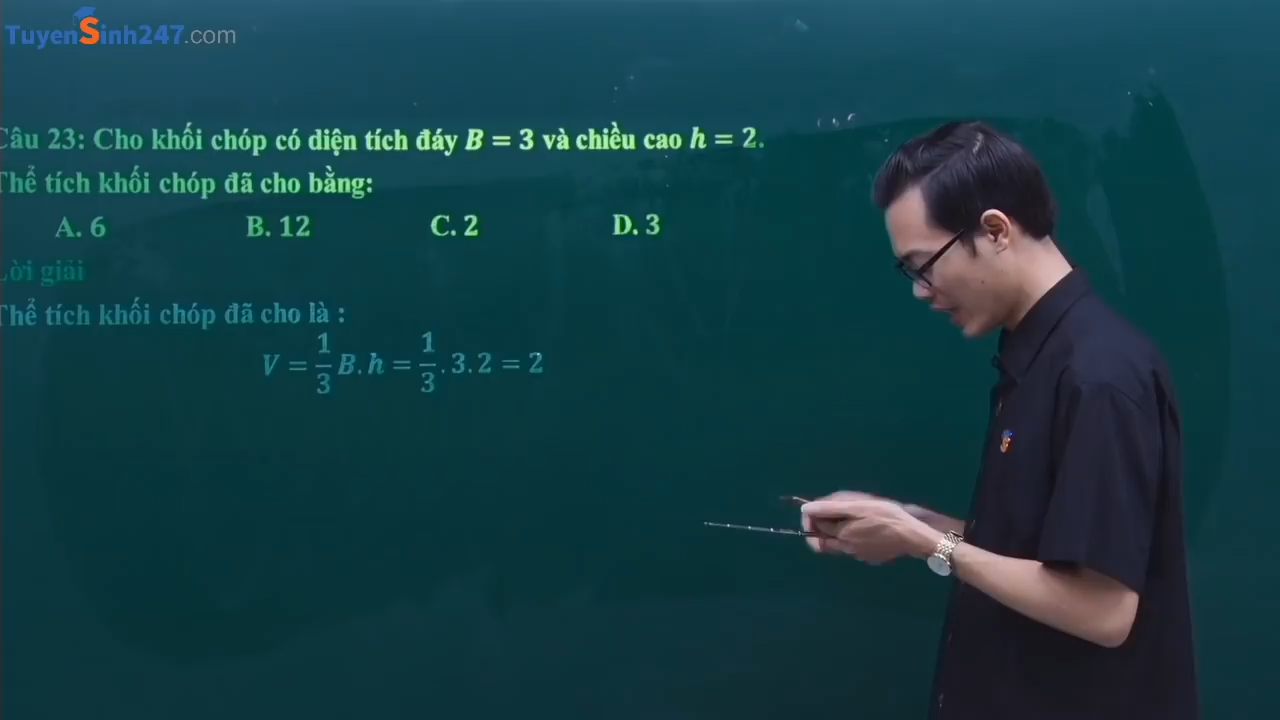 TuyenSinh247.com
Câu 23: Cho khối chóp có diện tích đáy B = 3 và chiều cao h = 2.
Thể tích khối chóp đã cho bằng:
A. 6 B. 12 C. 2 D. 3
Lời giải
Thể tích khối chóp đã cho là :
V = 1/3 B. h = 1/3 . 3. 2 = 2